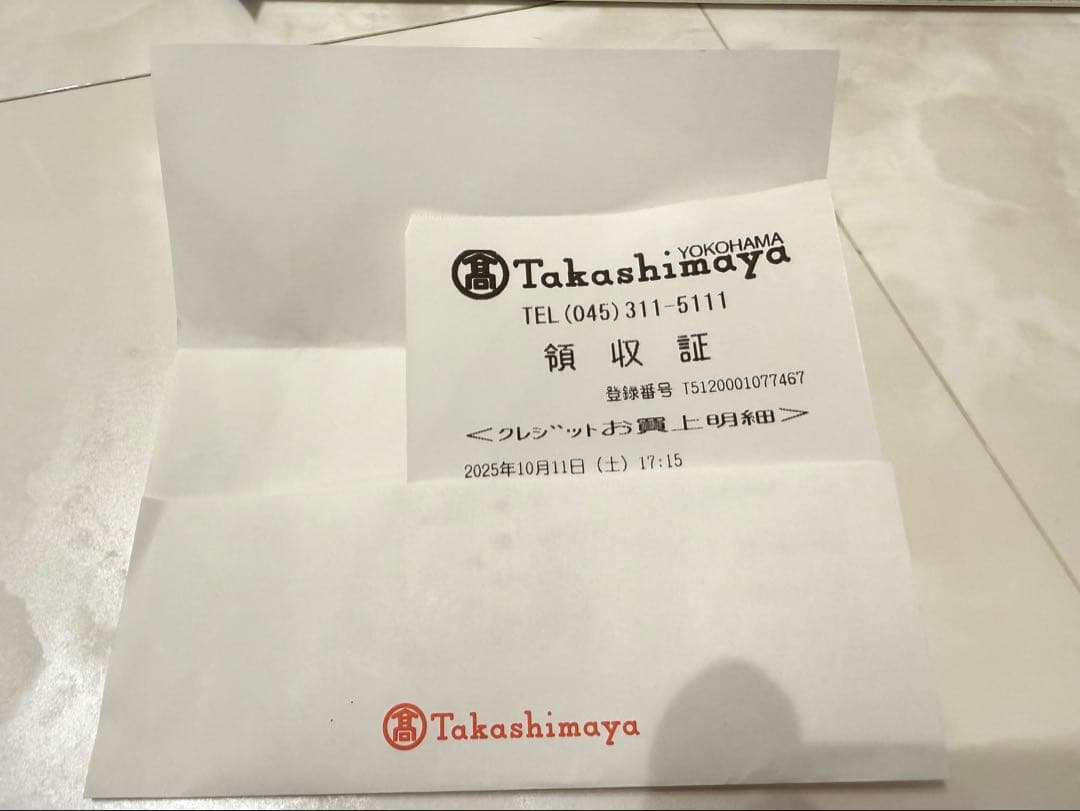 YOKOHAMA
髙 Takashimaya
TEL(045)311-5111
領収証
登録番号 T5120001077467
<クレジットお買上明細>
2025年10月11日(土) 17:15
髙 Takashimaya